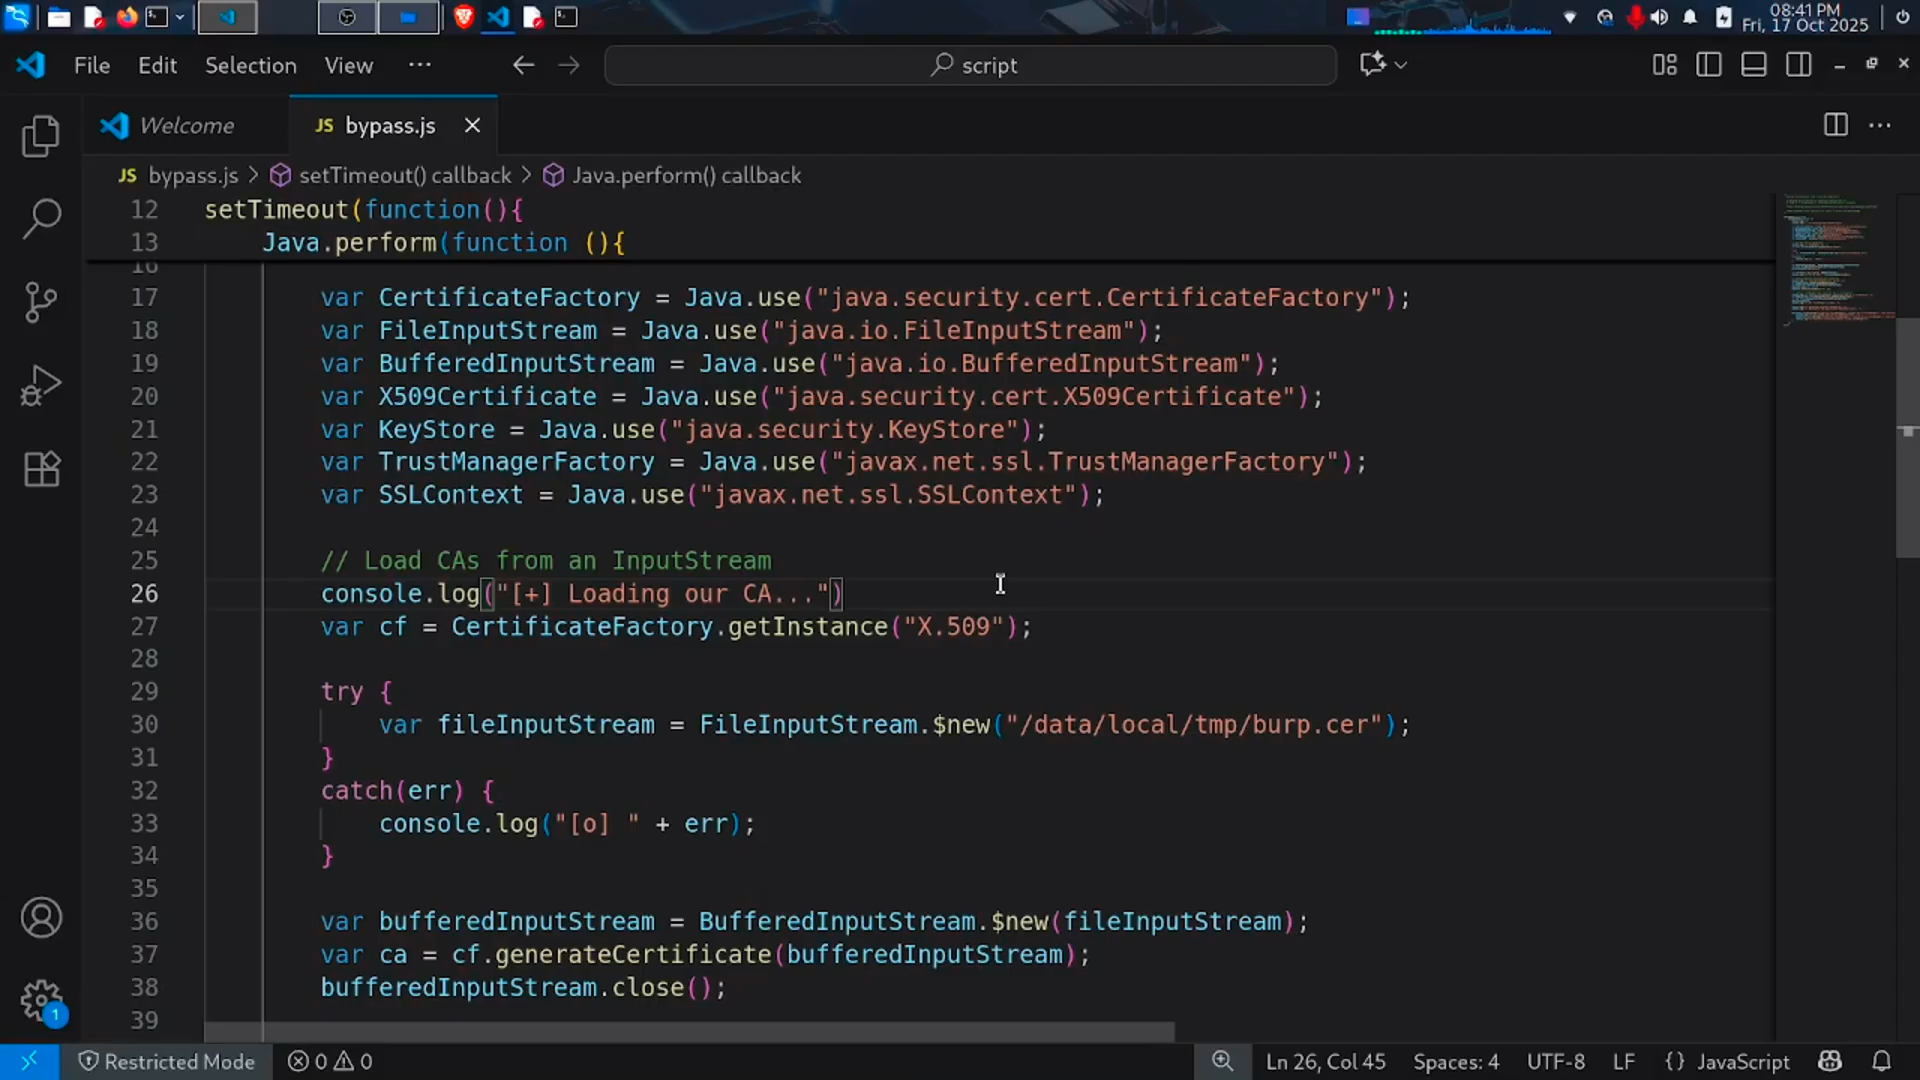 08:41 PM
Fri, 17 Oct 2025
File Edit Selection View ···
script
Welcome
JS bypass.js
JS bypass.js > setTimeout() callback > Java.perform() callback
12 setTimeout(function(){
13 Java.perform(function (){
16
17 var CertificateFactory = Java.use("java.security.cert.CertificateFactory");
18 var FileInputStream = Java.use("java.io.FileInputStream");
19 var BufferedInputStream = Java.use("java.io.BufferedInputStream");
20 var X509Certificate = Java.use("java.security.cert.X509Certificate");
21 var KeyStore = Java.use("java.security.KeyStore");
22 var TrustManagerFactory = Java.use("javax.net.ssl.TrustManagerFactory");
23 var SSLContext = Java.use("javax.net.ssl.SSLContext");
24
25 // Load CAs from an InputStream
26 console.log("[+] Loading our CA...")
27 var cf = CertificateFactory.getInstance("X.509");
28
29 try {
30 var fileInputStream = FileInputStream.$new("/data/local/tmp/burp.cer");
31 }
32 catch(err) {
33 console.log("[o] " + err);
34 }
35
36 var bufferedInputStream = BufferedInputStream.$new(fileInputStream);
37 var ca = cf.generateCertificate(bufferedInputStream);
38 bufferedInputStream.close();
39
1
Restricted Mode 0 0 Ln 26, Col 45 Spaces: 4 UTF-8 LF {} JavaScript